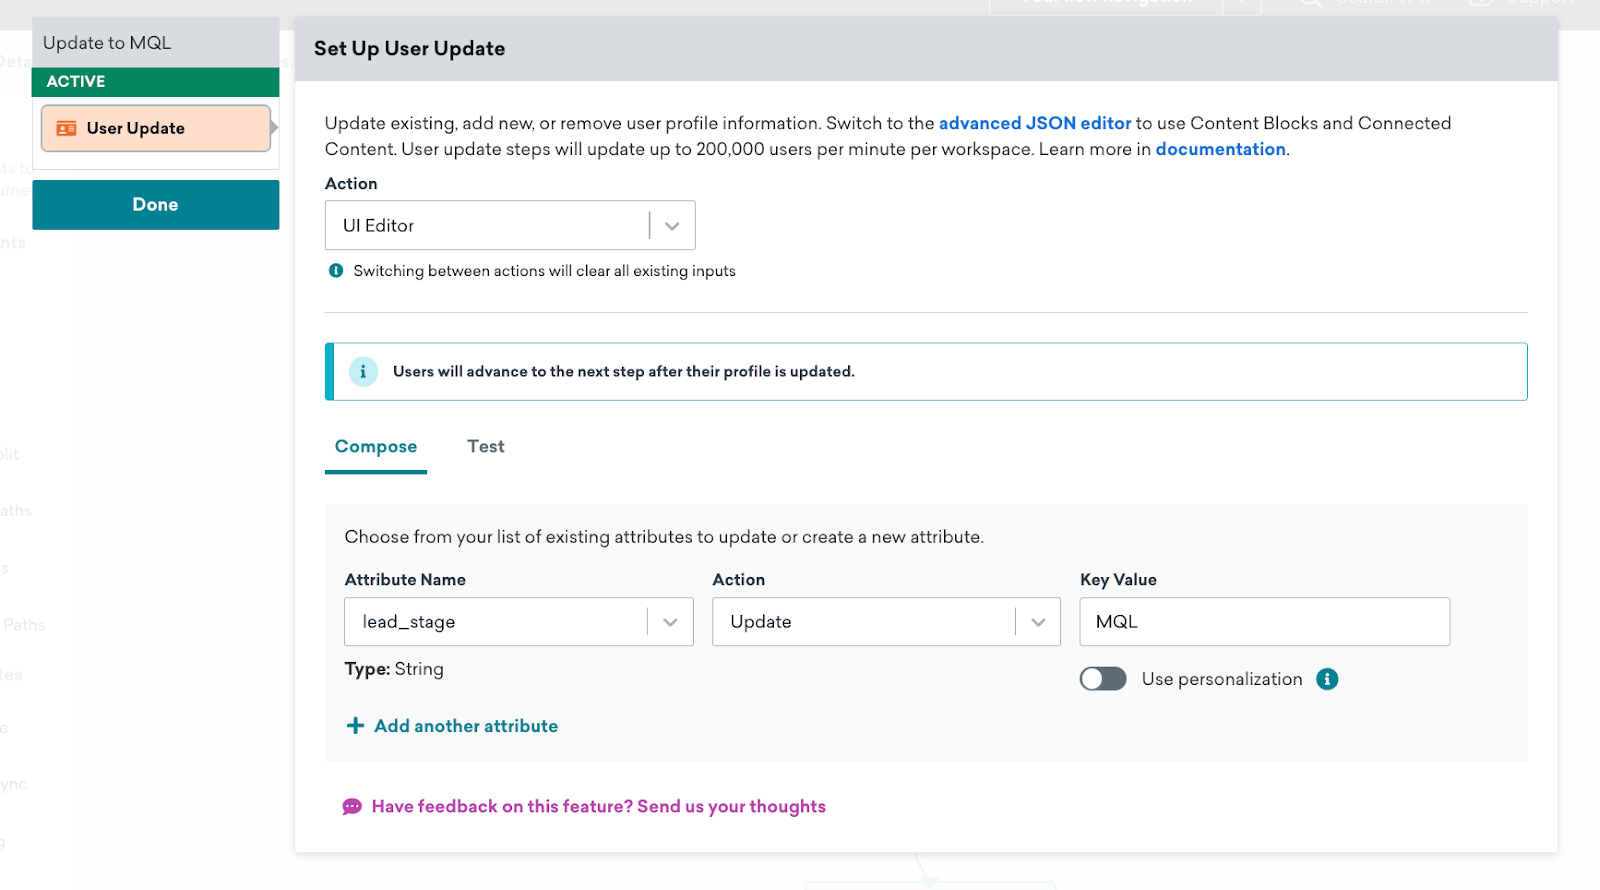 Update to MQL
ACTIVE
User Update
Done
Set Up User Update
Update existing, add new, or remove user profile information. Switch to the advanced JSON editor to use Content Blocks and Connected
Content. User update steps will update up to 200,000 users per minute per workspace. Learn more in documentation.
Action
UI Editor
Switching between actions will clear all existing inputs
Users will advance to the next step after their profile is updated.
Compose Test
Choose from your list of existing attributes to update or create a new attribute.
Attribute Name Action Key Value
lead_stage Update MQL
Type: String
Use personalization
Add another attribute
Have feedback on this feature? Send us your thoughts
Paths